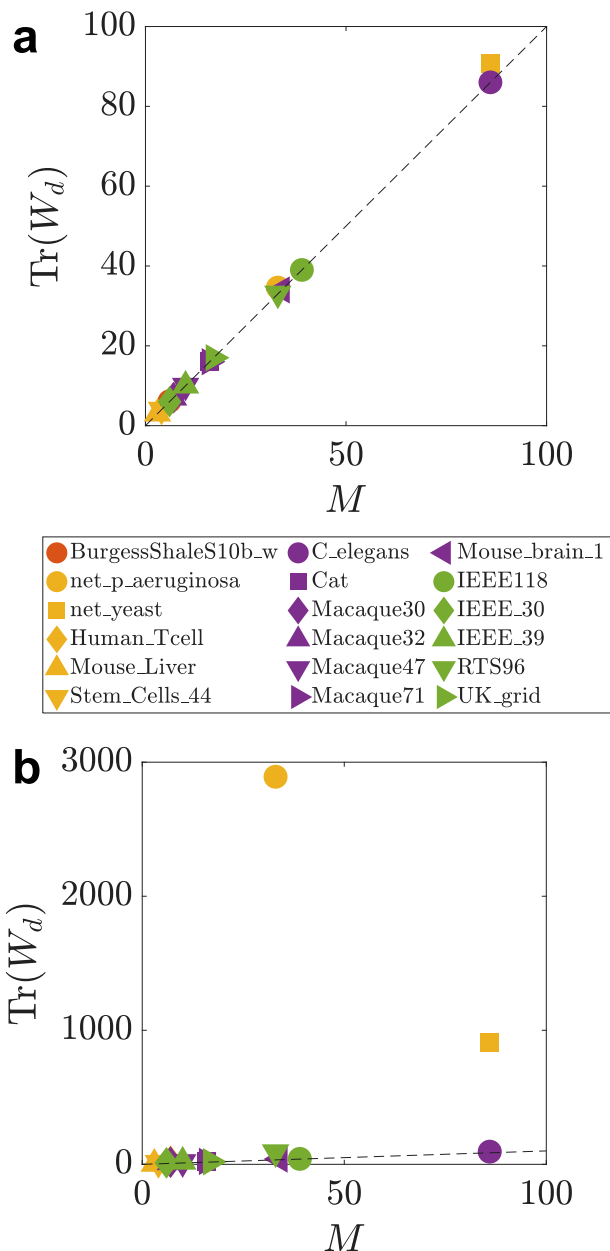 a
100
80
60
40
20
0
Tr(W_d)
0 50 100
M
BurgessShaleS10b_w C_elegans Mouse_brain_1
net_p_aeruginosa Cat IEEE118
net_yeast Macaque30 IEEE_30
Human_Tcell Macaque32 IEEE_39
Mouse_Liver Macaque47 RTS96
Stem_Cells_44 Macaque71 UK_grid
b
3000
2000
1000
0
Tr(W_d)
0 50 100
M